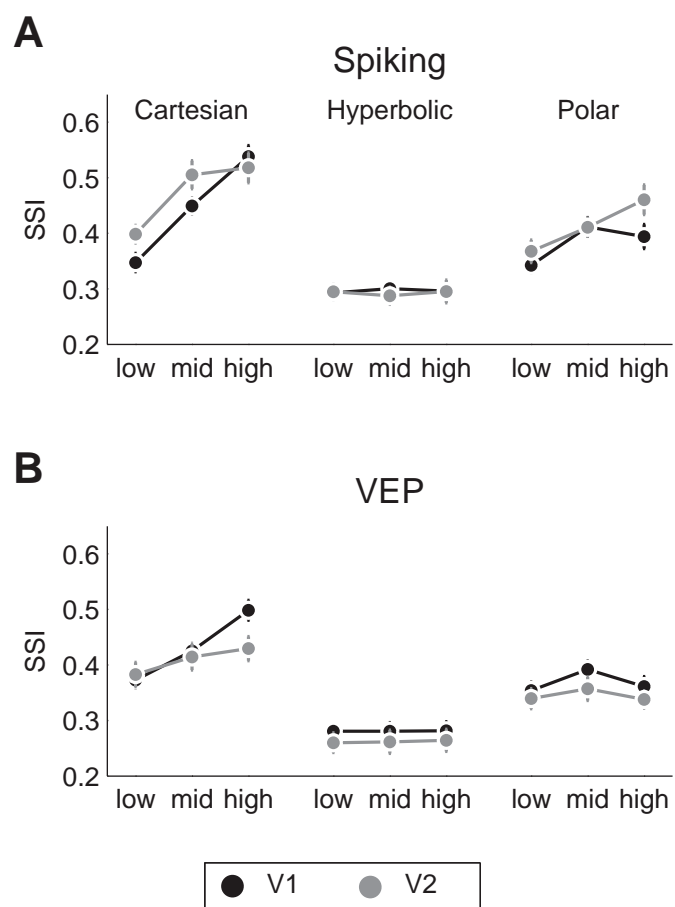 A
Spiking
Cartesian Hyperbolic Polar
0.6
0.5
0.4
0.3
0.2
SSI
low mid high low mid high low mid high
B
VEP
0.6
0.5
0.4
0.3
0.2
SSI
low mid high low mid high low mid high
V1 V2